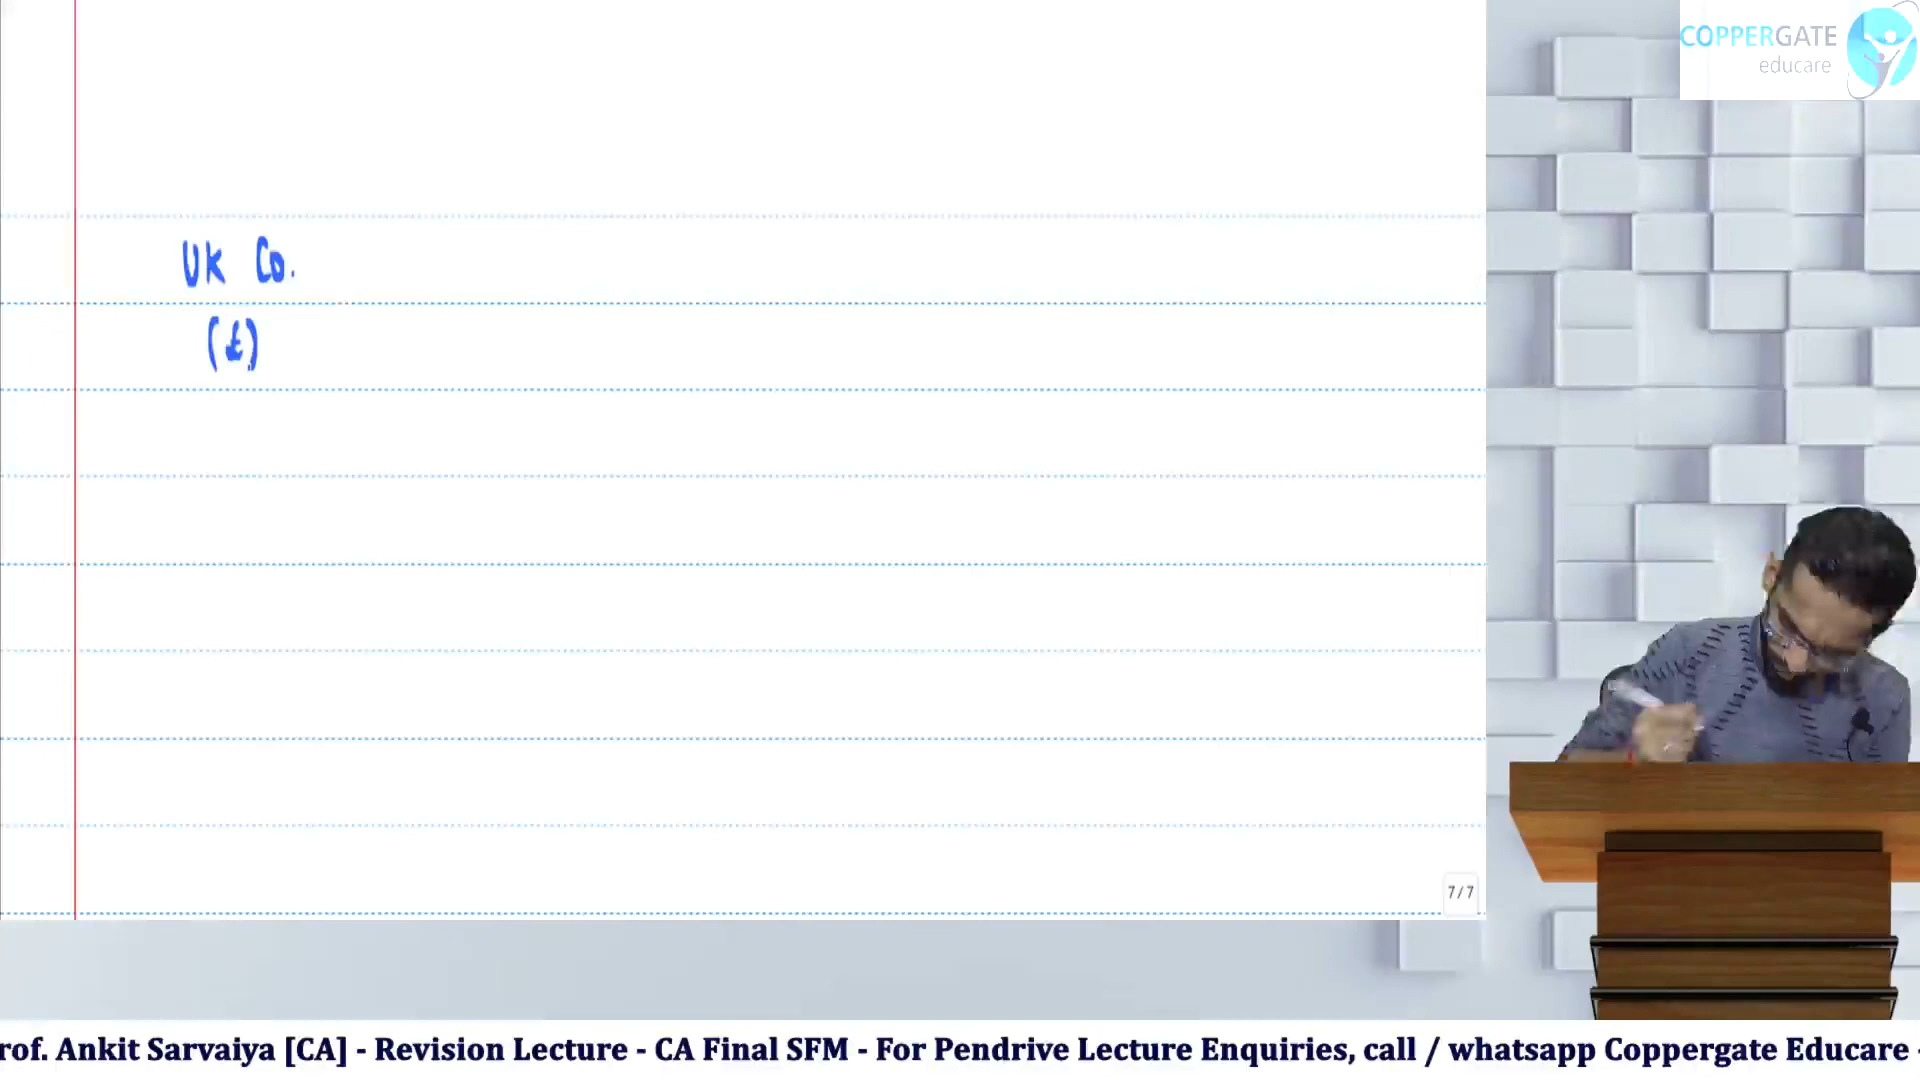 COPPERGATE
educare
Uk Co.
(£)
7/7
rof. Ankit Sarvaiya [CA] - Revision Lecture - CA Final SFM - For Pendrive Lecture Enquiries, call / whatsapp Coppergate Educare -